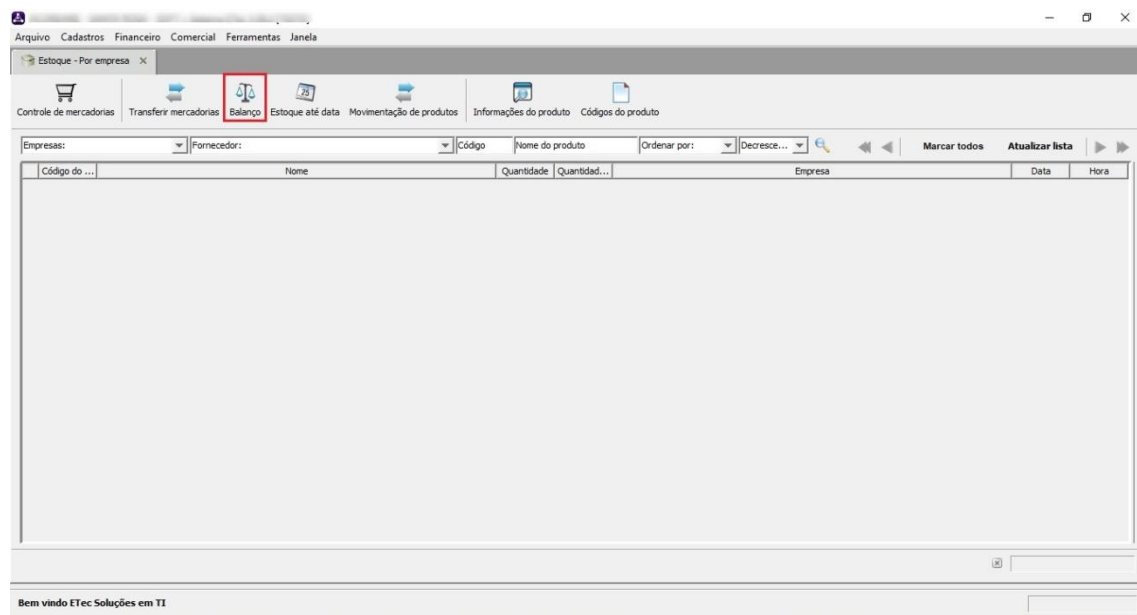 Arquivo Cadastros Financeiro Comercial Ferramentas Janela
Estoque - Por empresa
Controle de mercadorias Transferir mercadorias Balanço Estoque até data Movimentação de produtos Informações do produto Códigos do produto
Empresas: Fornecedor: Código Nome do produto Ordenar por: Decresce... Marcar todos Atualizar lista
Código do ... Nome Quantidade Quantidad... Empresa Data Hora
Bem vindo ETec Soluções em TI